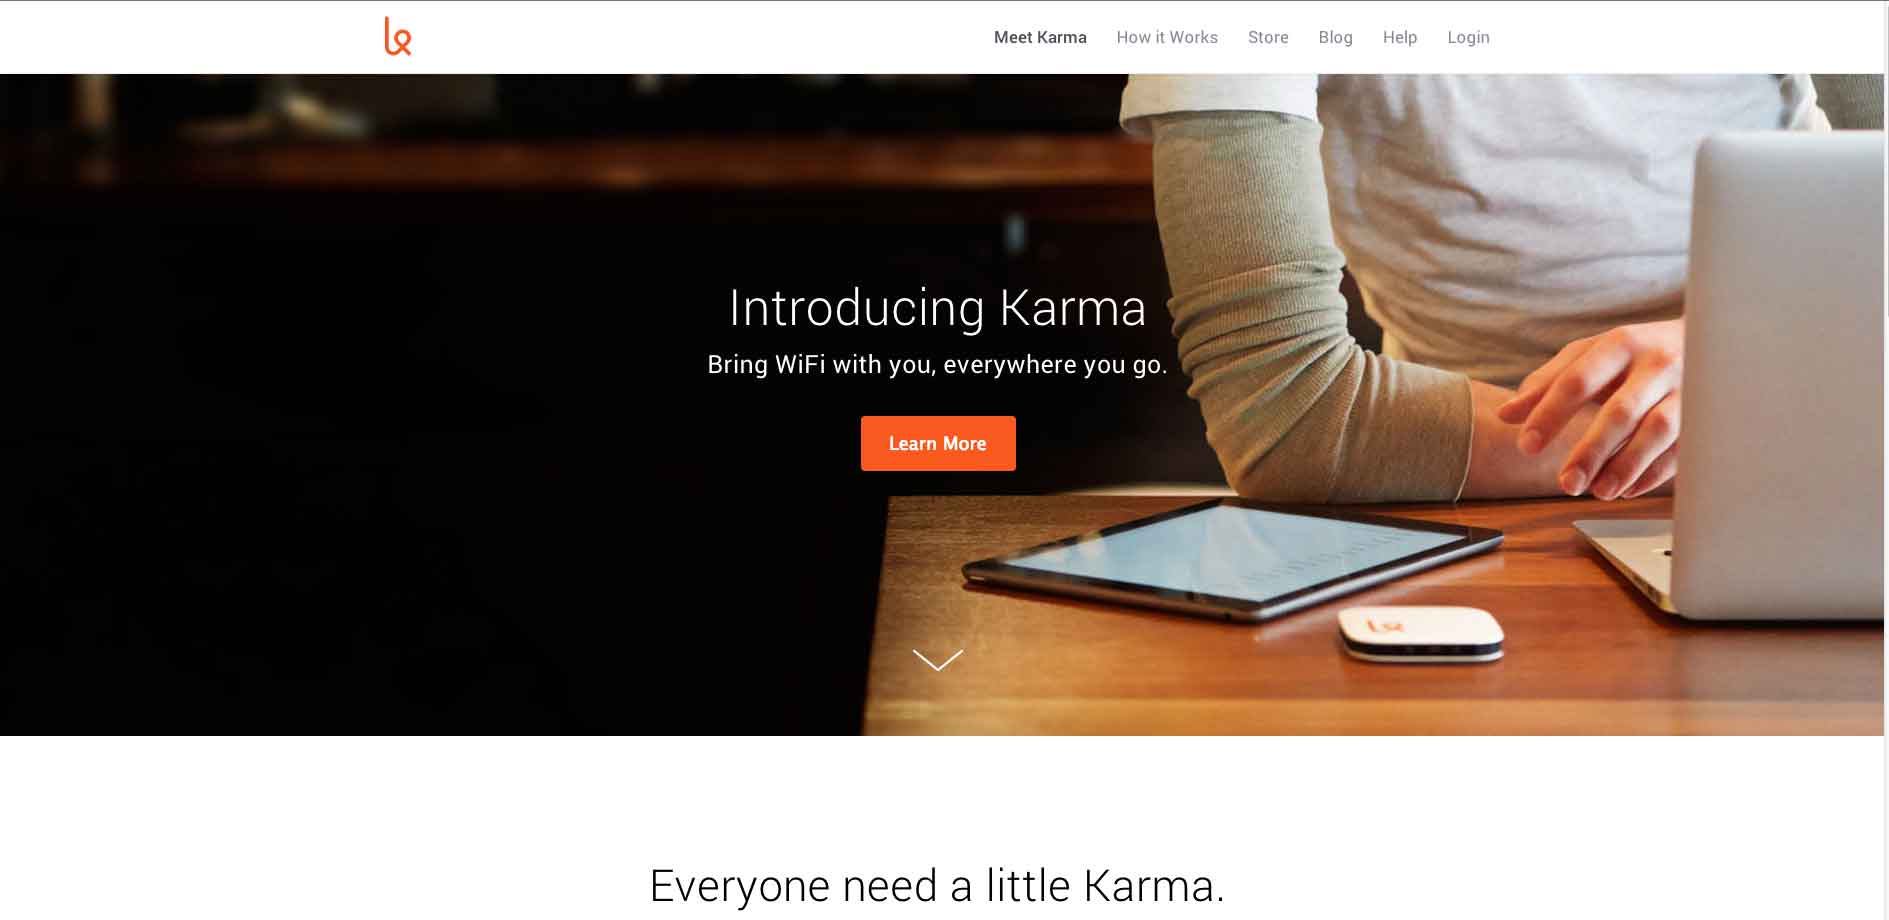 Meet Karma How it Works Store Blog Help Login
Introducing Karma
Bring WiFi with you, everywhere you go.
Learn More
Everyone need a little Karma.